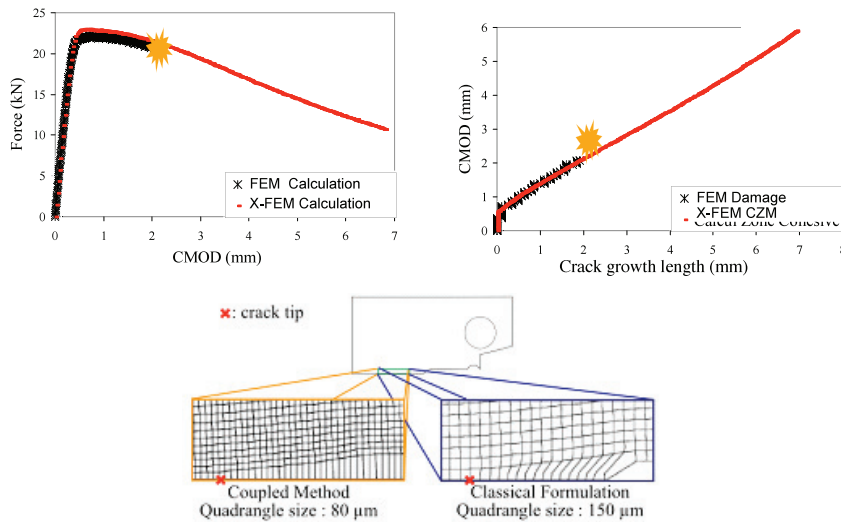 25
20
15
10
5
0
Force (kN)
0 1 2 3 4 5 6 7
CMOD (mm)
FEM Calculation
X-FEM Calculation
6
5
4
3
2
1
0
CMOD (mm)
0 1 2 3 4 5 6 7 8
Crack growth length (mm)
FEM Damage
X-FEM CZM
Zone Cohesive
: crack tip
Coupled Method
Quadrangle size : 80 µm
Classical Formulation
Quadrangle size : 150 µm